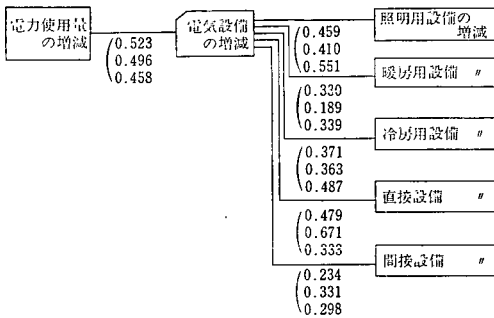 電力使用量
の増減
0.523
0.496
0.458
電気設備
の増減
0.459
0.410
0.551
照明用設備の
増減
0.330
0.189
0.339
暖房用設備 〃
0.371
0.363
0.487
冷房用設備 〃
0.479
0.671
0.333
直接設備 〃
0.234
0.331
0.298
間接設備 〃